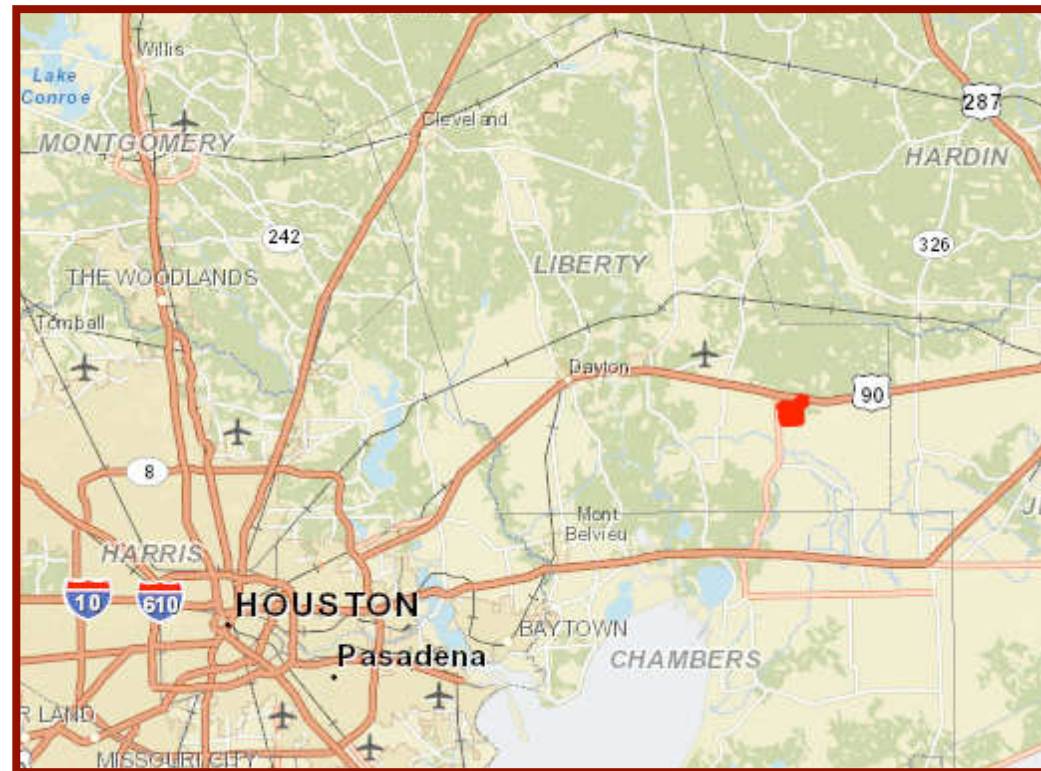 Willis
Lake
Conroe
287
Cleveland
MONTGOMERY
HARDIN
242
326
LIBERTY
THE WOODLANDS
Tomball
Dayton
90
8
Mont
Belvieu
HARRIS
10
610
HOUSTON
BAYTOWN
Pasadena
CHAMBERS
R LAND
MISSOURI CITY